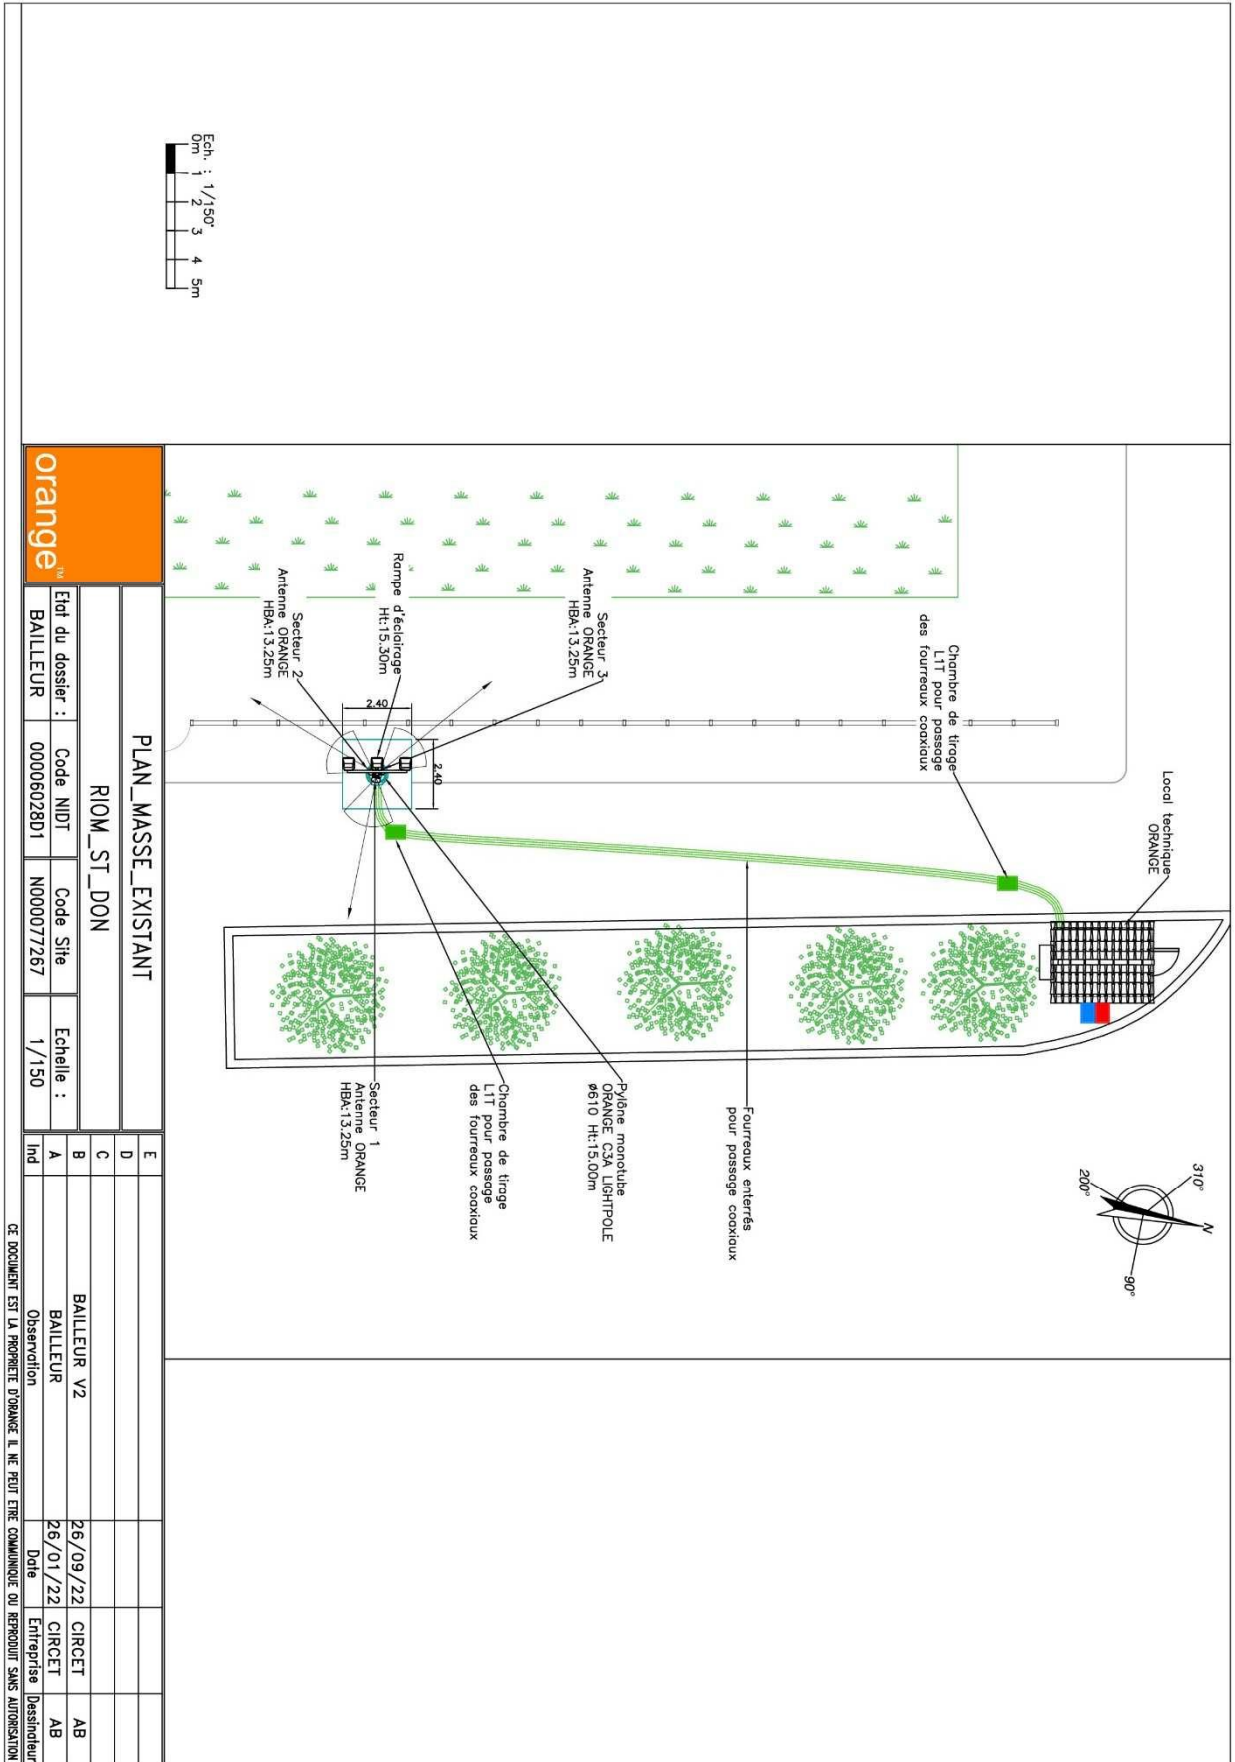 310°
200°
N
90°
Local technique
ORANGE
Chambre de tirage
L1T pour passage
des fourreaux coaxiaux
Fourreaux enterrés
pour passage coaxiaux
Secteur 3
Antenne ORANGE
HBA:13.25m
Pylône monotube
ORANGE C3A LIGHTPOLE
ø610 Ht:15.00m
Chambre de tirage
L1T pour passage
des fourreaux coaxiaux
Rampe d'éclairage
Ht:15.30m
2.40
2.40
Secteur 1
Antenne ORANGE
HBA:13.25m
Secteur 2
Antenne ORANGE
HBA:13.25m
Ech. : 1/150°
0m 1 2 3 4 5m
orange™
PLAN_MASSE_EXISTANT
RIOM_ST_DON
Etat du dossier : Code NIDT Code Site Echelle :
BAILLEUR 00006028D1 N00077267 1/150
E
D
C
B BAILLEUR V2 26/09/22 CIRCET AB
A BAILLEUR 26/01/22 CIRCET AB
Ind Observation Date Entreprise Dessinateur
CE DOCUMENT EST LA PROPRIETE D'ORANGE IL NE PEUT ETRE COMMUNIQUE OU REPRODUIT SANS AUTORISATION